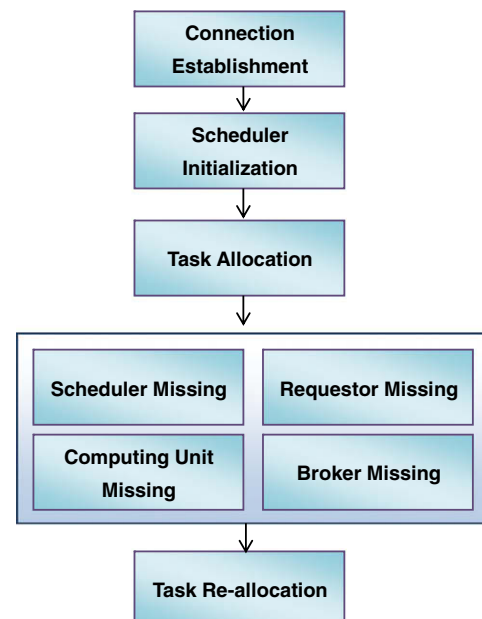 Connection
Establishment
Scheduler
Initialization
Task Allocation
Scheduler Missing
Requestor Missing
Computing Unit
Missing
Broker Missing
Task Re-allocation